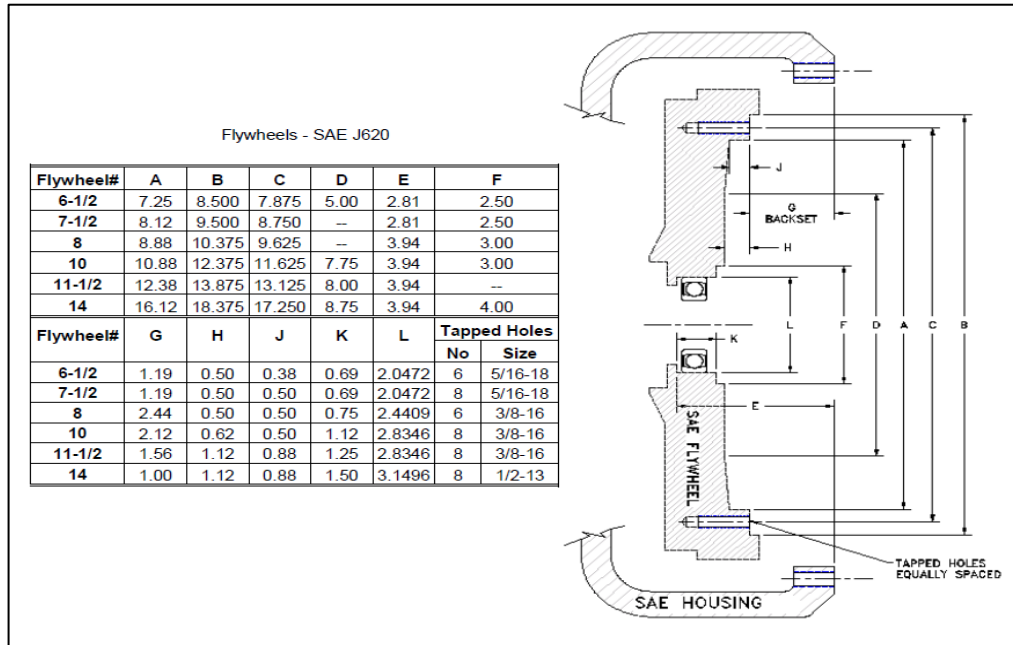 Flywheels - SAE J620
Flywheel# A B C D E F
6-1/2 7.25 8.500 7.875 5.00 2.81 2.50
7-1/2 8.12 9.500 8.750 -- 2.81 2.50
8 8.88 10.375 9.625 -- 3.94 3.00
10 10.88 12.375 11.625 7.75 3.94 3.00
11-1/2 12.38 13.875 13.125 8.00 3.94 --
14 16.12 18.375 17.250 8.75 3.94 4.00
Flywheel# G H J K L Tapped Holes
No Size
6-1/2 1.19 0.50 0.38 0.69 2.0472 6 5/16-18
7-1/2 1.19 0.50 0.50 0.69 2.0472 8 5/16-18
8 2.44 0.50 0.50 0.75 2.4409 6 3/8-16
10 2.12 0.62 0.50 1.12 2.8346 8 3/8-16
11-1/2 1.56 1.12 0.88 1.25 2.8346 8 3/8-16
14 1.00 1.12 0.88 1.50 3.1496 8 1/2-13
J
G
BACKSET
H
K
L
F
D
A
C
B
E
SAE FLYWHEEL
TAPPED HOLES
EQUALLY SPACED
SAE HOUSING